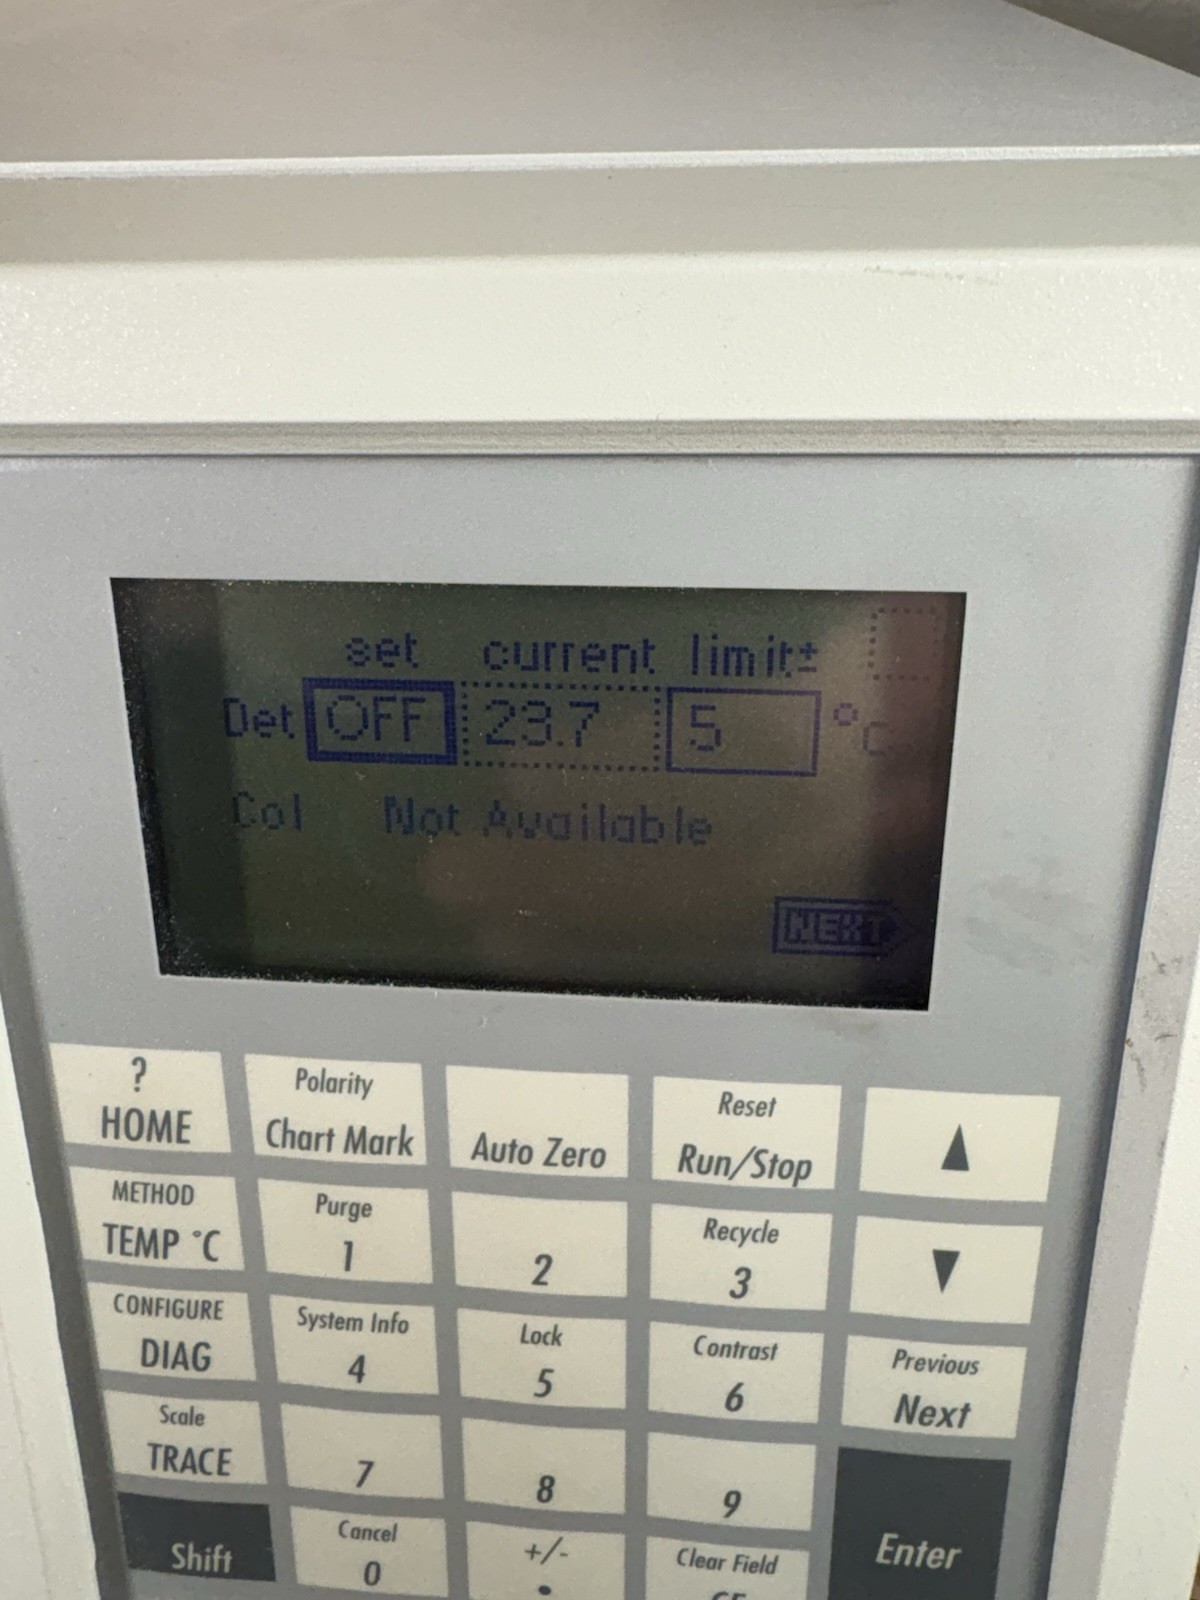 set current limit±
Det OFF 23.7 5 °C
Col Not Available
NEXT
?
HOME
Polarity
Chart Mark
Auto Zero
Reset
Run/Stop
▲
METHOD
TEMP °C
Purge
1
2
Recycle
3
▼
CONFIGURE
DIAG
System Info
4
Lock
5
Contrast
6
Previous
Next
Scale
TRACE
7
8
9
Enter
Shift
Cancel
0
+/-
•
Clear Field